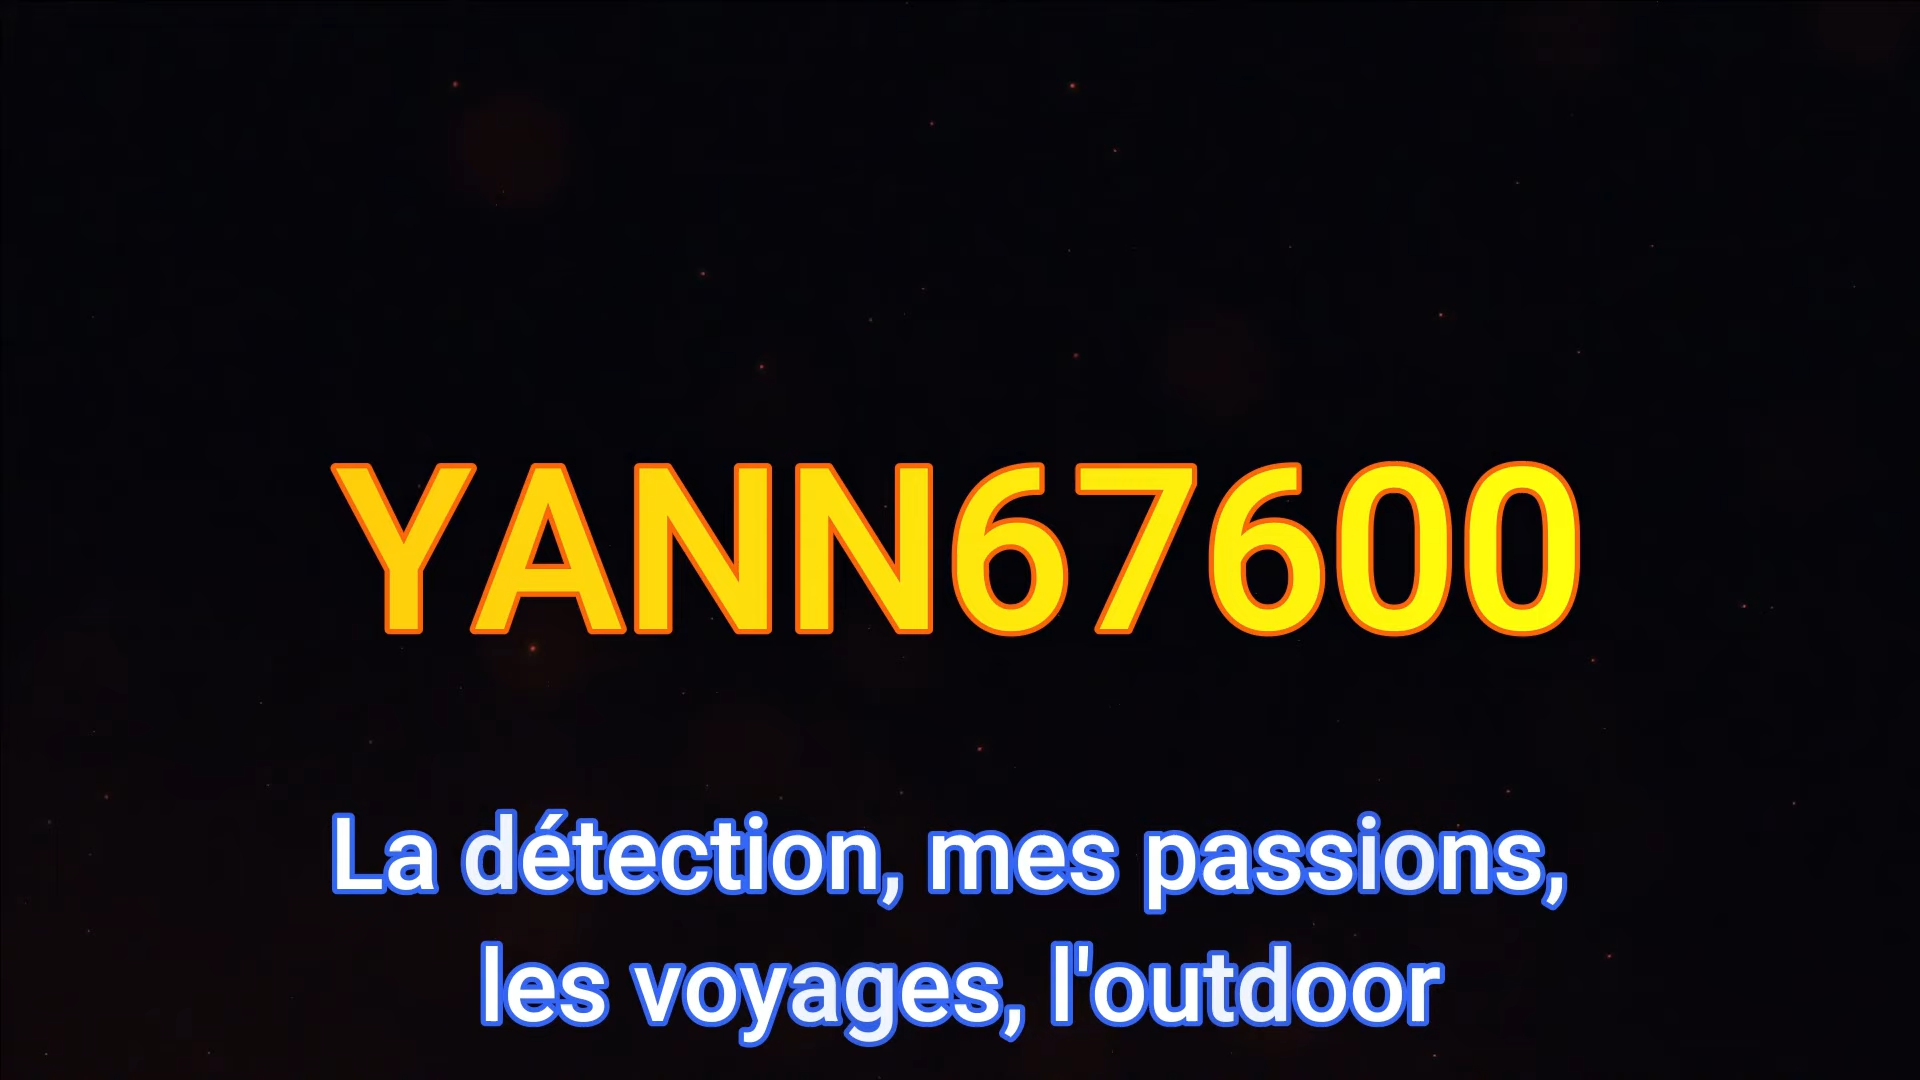 YANN67600
La détection, mes passions,
les voyages, l'outdoor